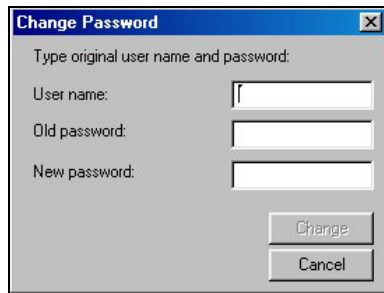 Change Password
Type original user name and password:
User name:
Old password:
New password:
Change
Cancel